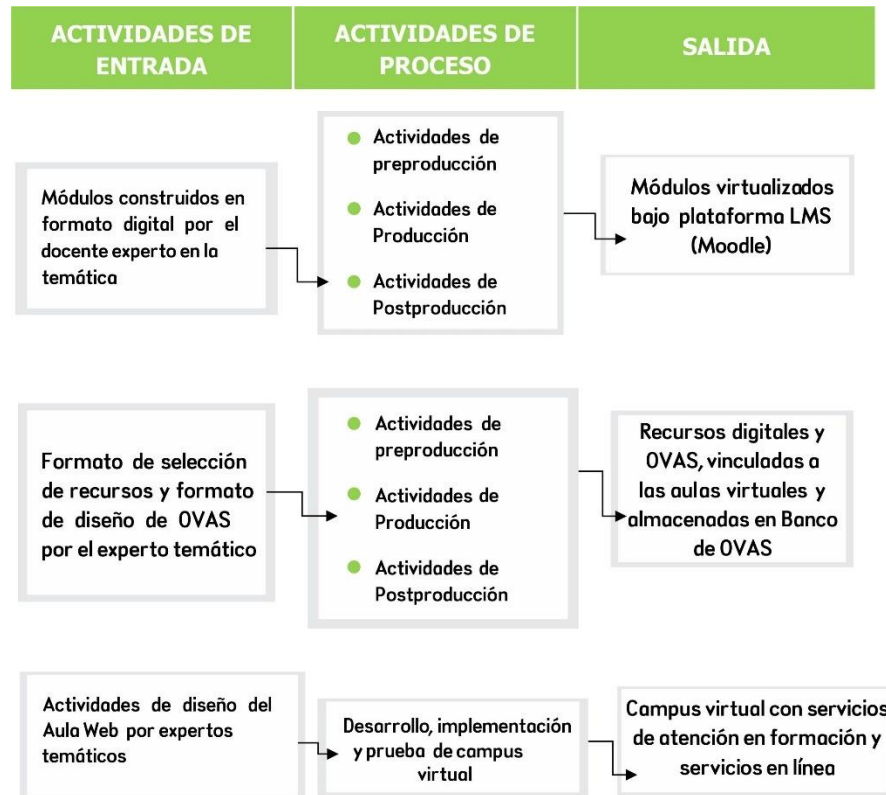 ACTIVIDADES DE
ENTRADA
ACTIVIDADES DE
PROCESO
SALIDA
Módulos construidos en
formato digital por el
docente experto en la
temática
Actividades de
preproducción
Actividades de
Producción
Actividades de
Postproducción
Módulos virtualizados
bajo plataforma LMS
(Moodle)
Formato de selección
de recursos y formato
de diseño de OVAS
por el experto temático
Actividades de
preproducción
Actividades de
Producción
Actividades de
Postproducción
Recursos digitales y
OVAS, vinculadas a
las aulas virtuales y
almacenadas en Banco
de OVAS
Actividades de diseño del
Aula Web por expertos
temáticos
Desarrollo, implementación
y prueba de campus
virtual
Campus virtual con servicios
de atención en formación y
servicios en línea